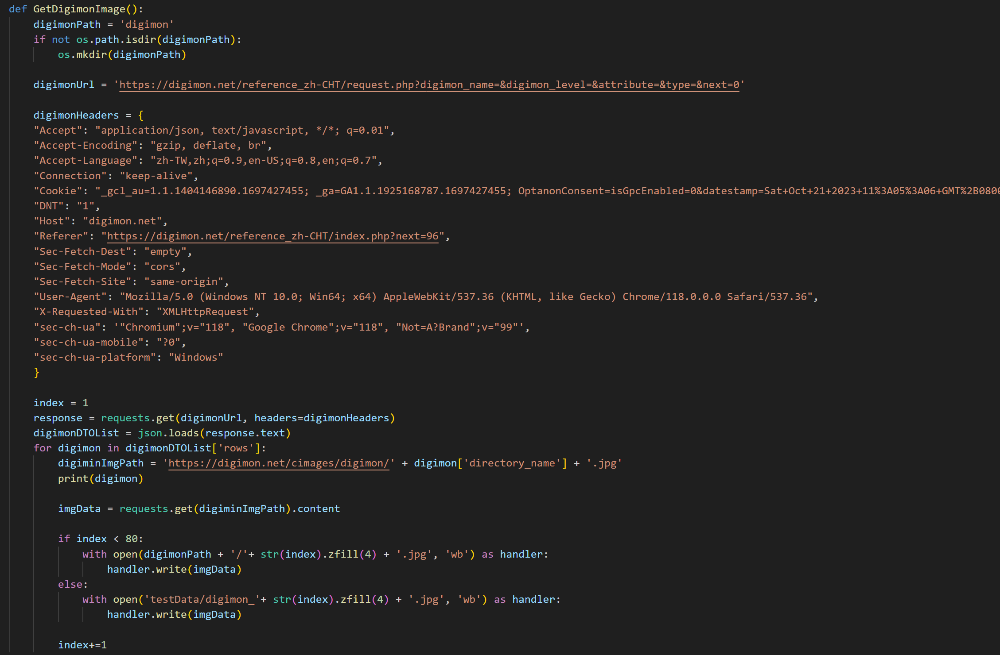 def GetDigimonImage():
    digimonPath = 'digimon'
    if not os.path.isdir(digimonPath):
        os.mkdir(digimonPath)

    digimonUrl = 'https://digimon.net/reference_zh-CHT/request.php?digimon_name=&digimon_level=&attribute=&type=&next=0'

    digimonHeaders = {
    "Accept": "application/json, text/javascript, */*; q=0.01",
    "Accept-Encoding": "gzip, deflate, br",
    "Accept-Language": "zh-TW,zh;q=0.9,en-US;q=0.8,en;q=0.7",
    "Connection": "keep-alive",
    "Cookie": "_gcl_au=1.1.1404146890.1697427455; _ga=GA1.1.1925168787.1697427455; OptanonConsent=isGpcEnabled=0&datestamp=Sat+Oct+21+2023+11%3A05%3A06+GMT%2B080
    "DNT": "1",
    "Host": "digimon.net",
    "Referer": "https://digimon.net/reference_zh-CHT/index.php?next=96",
    "Sec-Fetch-Dest": "empty",
    "Sec-Fetch-Mode": "cors",
    "Sec-Fetch-Site": "same-origin",
    "User-Agent": "Mozilla/5.0 (Windows NT 10.0; Win64; x64) AppleWebKit/537.36 (KHTML, like Gecko) Chrome/118.0.0.0 Safari/537.36",
    "X-Requested-With": "XMLHttpRequest",
    "sec-ch-ua": '"Chromium";v="118", "Google Chrome";v="118", "Not=A?Brand";v="99"',
    "sec-ch-ua-mobile": "?0",
    "sec-ch-ua-platform": "Windows"
    }

    index = 1
    response = requests.get(digimonUrl, headers=digimonHeaders)
    digimonDTOList = json.loads(response.text)
    for digimon in digimonDTOList['rows']:
        digiminImgPath = 'https://digimon.net/cimages/digimon/' + digimon['directory_name'] + '.jpg'
        print(digimon)

        imgData = requests.get(digiminImgPath).content

        if index < 80:
            with open(digimonPath + '/'+ str(index).zfill(4) + '.jpg', 'wb') as handler:
                handler.write(imgData)
        else:
            with open('testData/digimon_'+ str(index).zfill(4) + '.jpg', 'wb') as handler:
                handler.write(imgData)

        index+=1